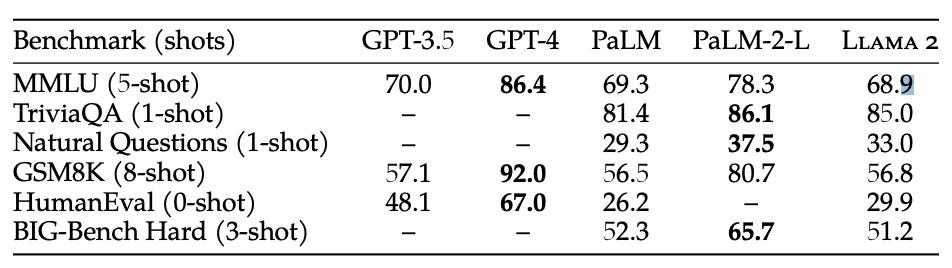 Benchmark (shots) GPT-3.5 GPT-4 PaLM PaLM-2-L LLAMA 2
MMLU (5-shot) 70.0 86.4 69.3 78.3 68.9
TriviaQA (1-shot) – – 81.4 86.1 85.0
Natural Questions (1-shot) – – 29.3 37.5 33.0
GSM8K (8-shot) 57.1 92.0 56.5 80.7 56.8
HumanEval (0-shot) 48.1 67.0 26.2 – 29.9
BIG-Bench Hard (3-shot) – – 52.3 65.7 51.2